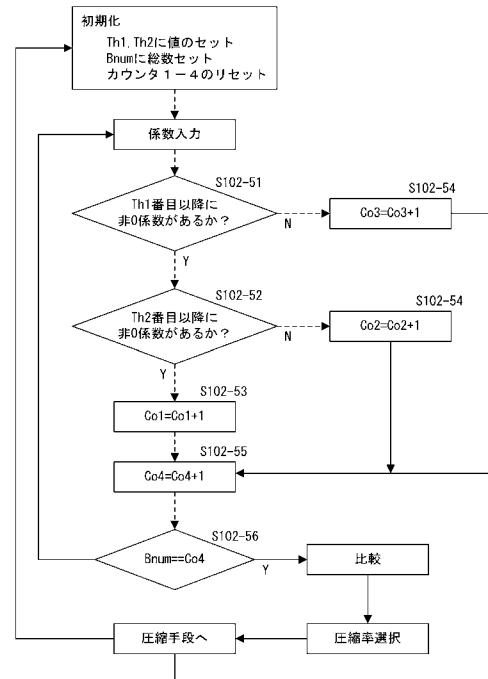 初期化
Th1, Th2に値のセット
Bnumに総数セット
カウンタ1－4のリセット
係数入力
S102-51
Th1番目以降に
非0係数があるか？
N
Y
S102-54
Co3=Co3+1
S102-52
Th2番目以降に
非0係数があるか？
N
Y
S102-54
Co2=Co2+1
S102-53
Co1=Co1+1
S102-55
Co4=Co4+1
S102-56
Bnum==Co4
Y
比較
圧縮手段へ
圧縮率選択